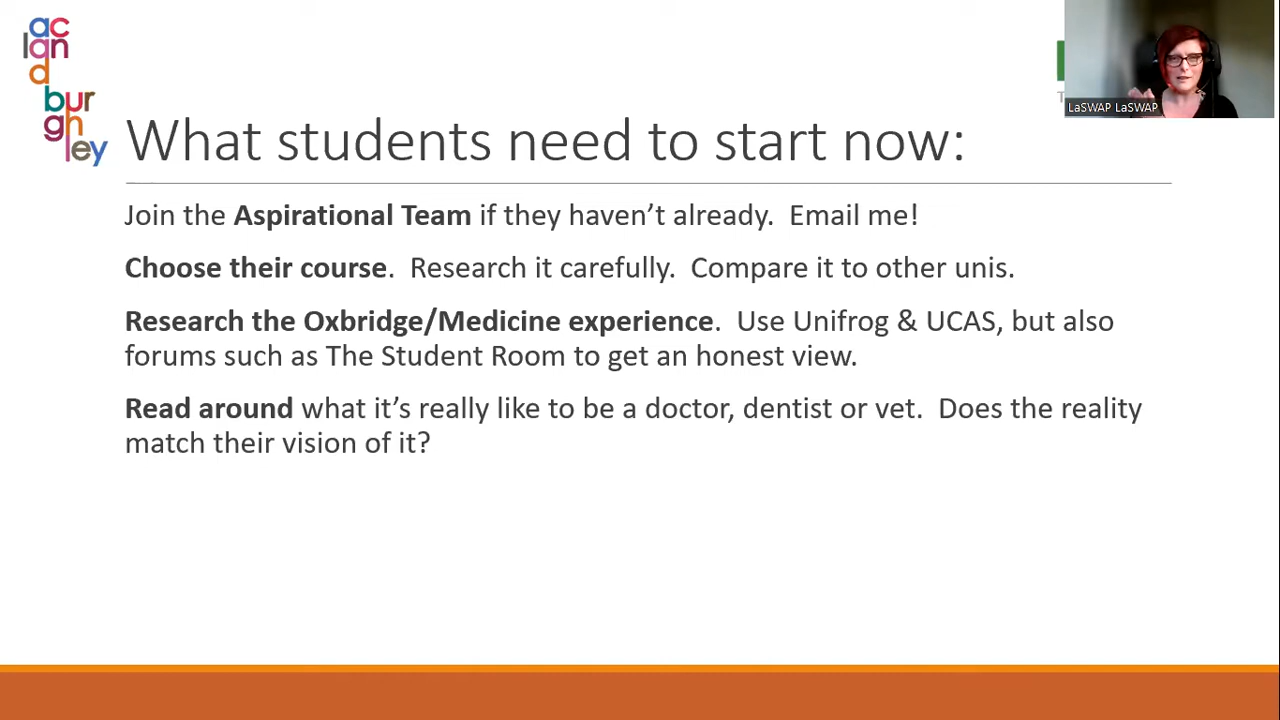 ac
lan
d
bur
gh
ley
LaSWAP LaSWAP
What students need to start now:
Join the Aspirational Team if they haven’t already.  Email me!
Choose their course.  Research it carefully.  Compare it to other unis.
Research the Oxbridge/Medicine experience.  Use Unifrog & UCAS, but also
forums such as The Student Room to get an honest view.
Read around what it’s really like to be a doctor, dentist or vet.  Does the reality
match their vision of it?